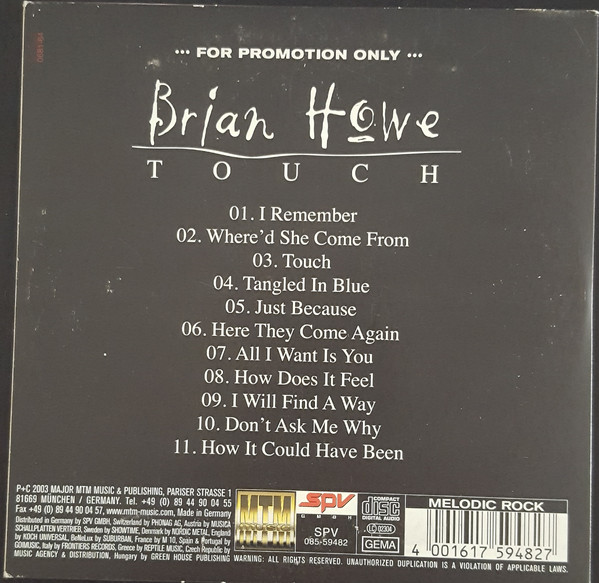 ··· FOR PROMOTION ONLY ···
Brian Howe
TOUCH
01. I Remember
02. Where'd She Come From
03. Touch
04. Tangled In Blue
05. Just Because
06. Here They Come Again
07. All I Want Is You
08. How Does It Feel
09. I Will Find A Way
10. Don't Ask Me Why
11. How It Could Have Been
P+C 2003 MAJOR MTM MUSIC & PUBLISHING, PARISER STRASSE 1
81669 MÜNCHEN / GERMANY. Tel. +49 (0) 89 44 90 04 55
Fax +49 (0) 89 44 90 04 57, www.mtm-music.com, Made in Germany
Distributed in Germany by SPV GMBH, Switzerland by PHONAG AG, Austria by MUSICA
SCHALLPLATTEN VERTRIEB, Sweden by SHOWTIME, Denmark by NORDIC METAL, England
by KOCH UNIVERSAL, BeNeLux by SUBURBAN, France by M 10, Spain & Portugal by
GOIMUSIC, Italy by FRONTIERS RECORDS, Greece by REPTILE MUSIC, Czech Republic by
MUSIC AGENCY & DISTRIBUTION, Hungary by GREEN HOUSE PUBLISHING
MTM
MUSIC
SPV
SPV
085-59482
COMPACT
disc
DIGITAL AUDIO
LC 02304
GEMA
MELODIC ROCK
4 001617 594827
WARNING: ALL RIGHTS RESERVED. UNAUTHORIZED DUPLICATION IS A VIOLATION OF APPLICABLE LAWS.